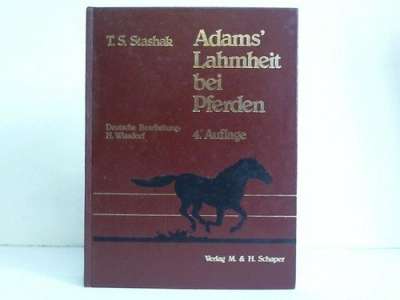 T. S. Stashak
Adams'
Lahmheit
bei
Pferden
Deutsche Bearbeitung:
H. Wissdorf
4. Auflage
Verlag M. & H. Schaper